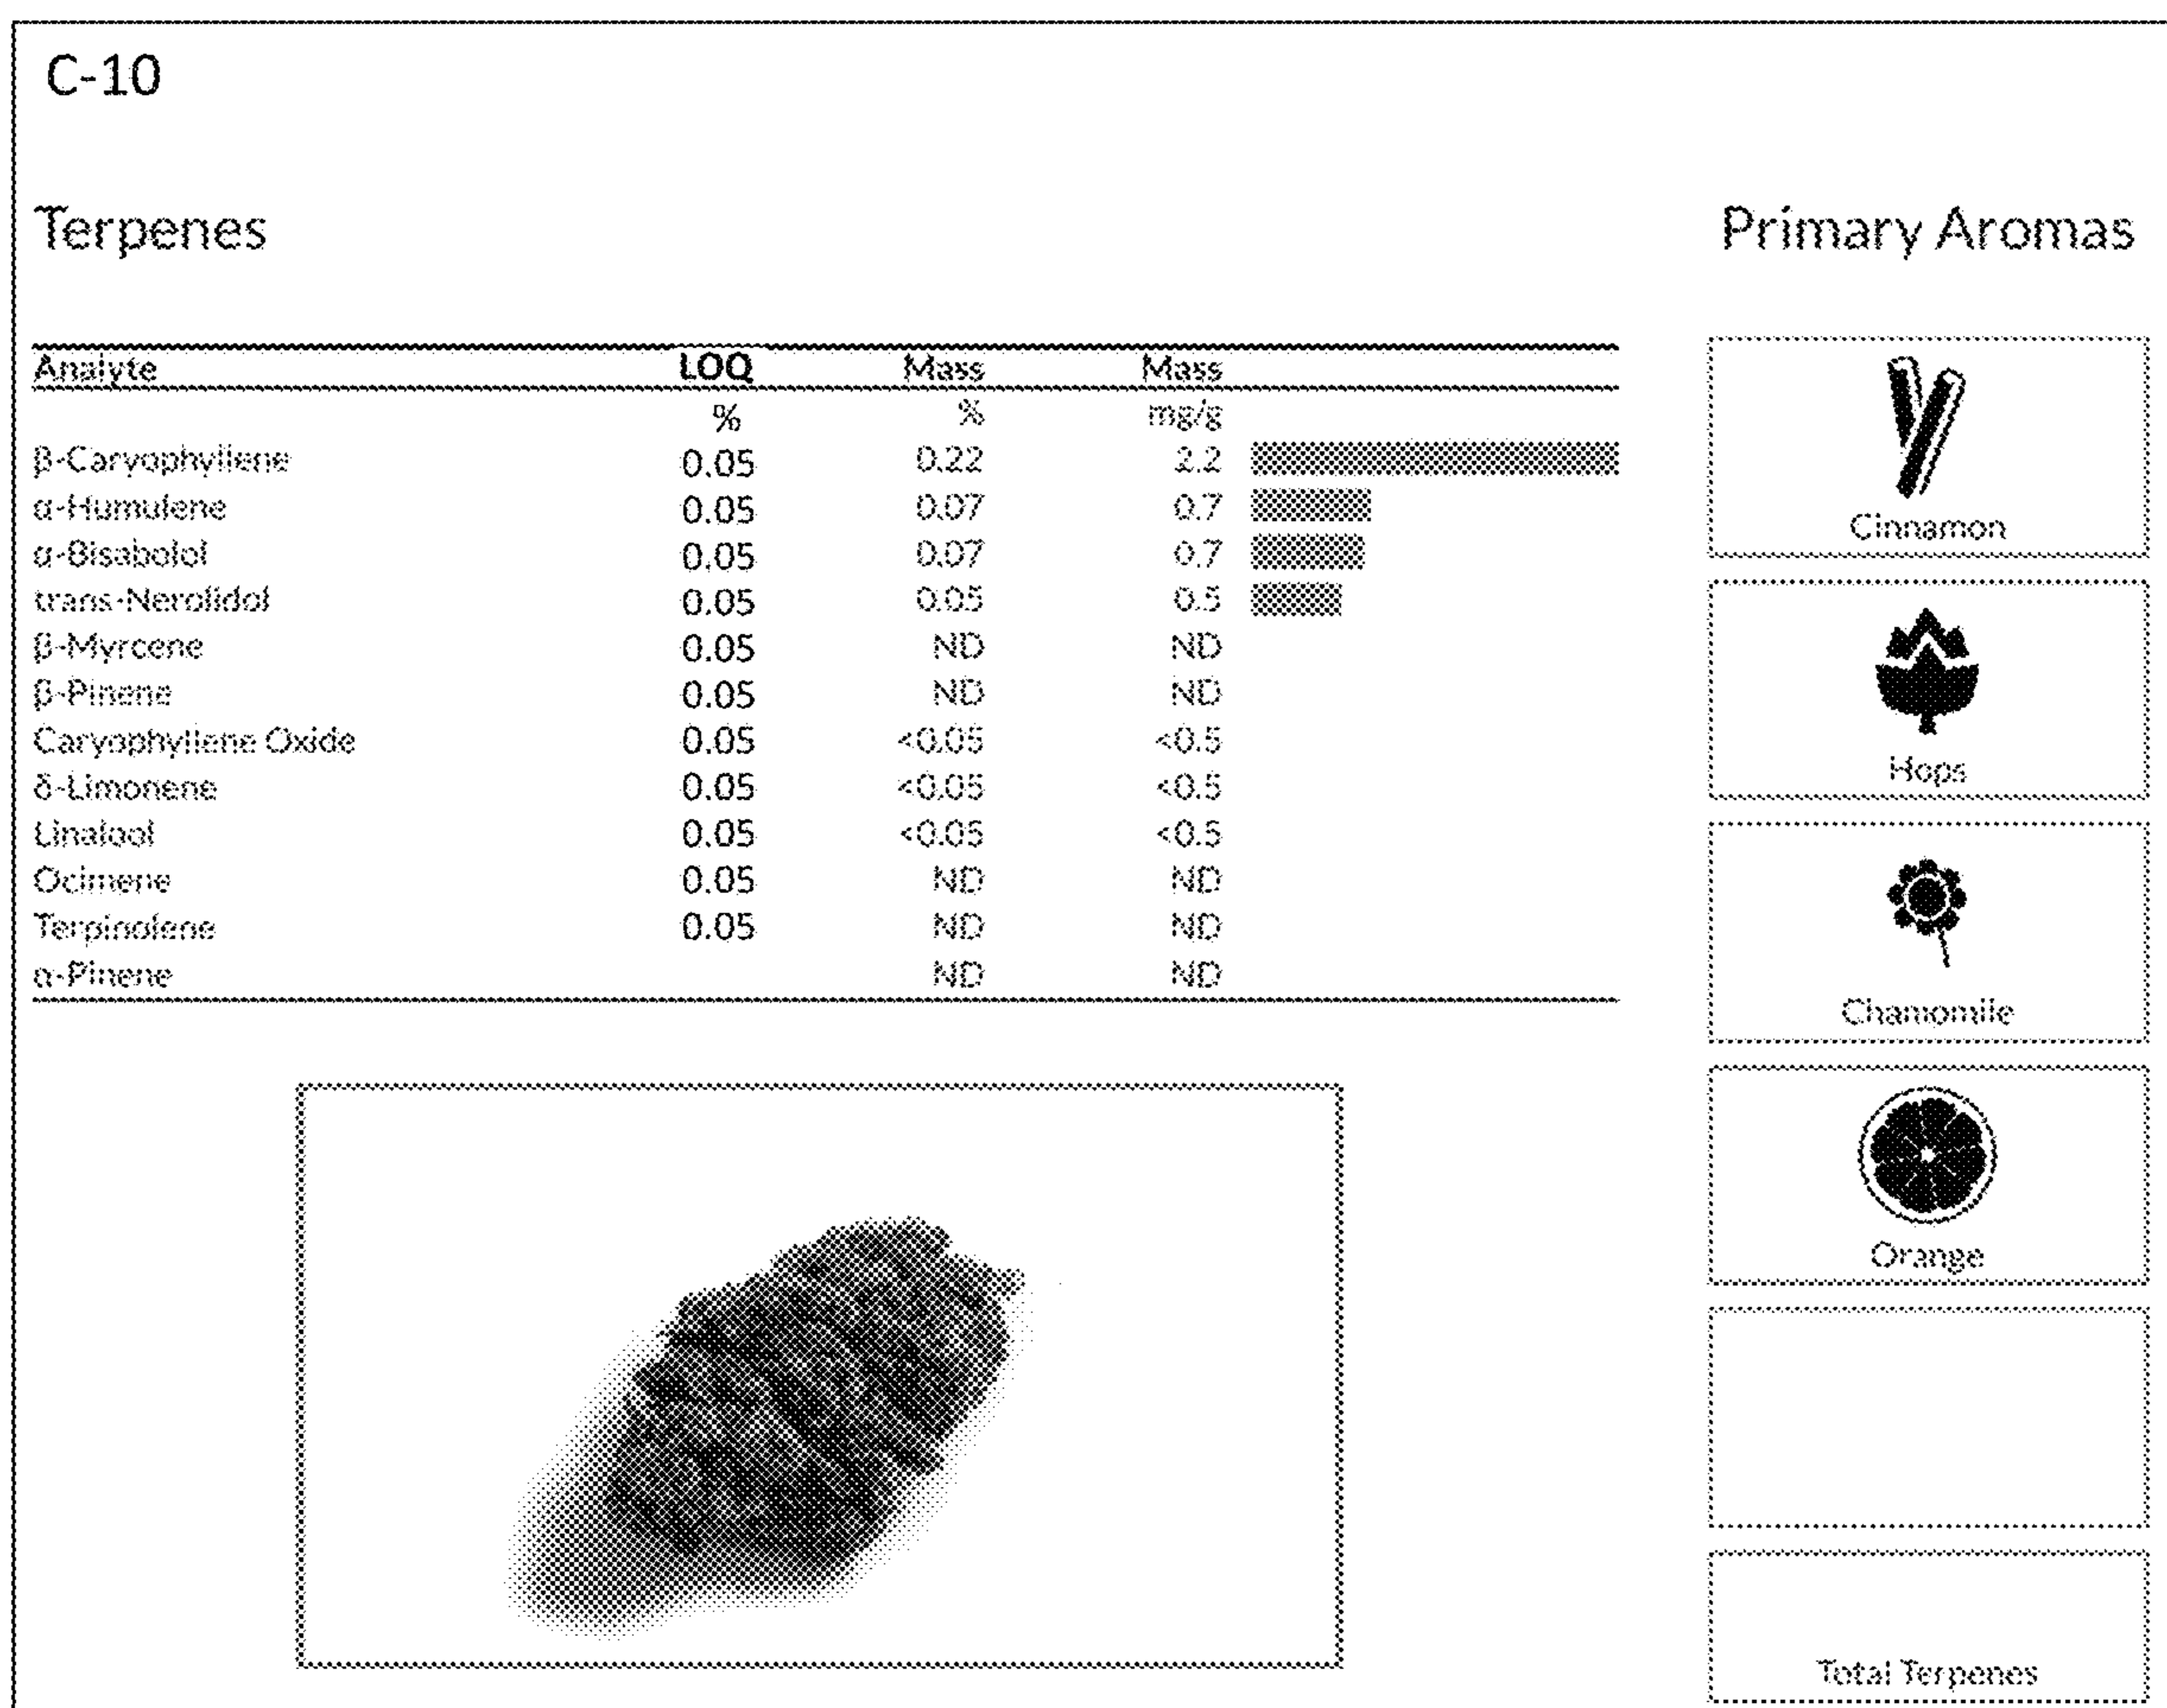 C-10
Terpenes
Primary Aromas
Analyte LOQ Mass Mass
% % mg/g
β-Caryophyllene 0.05 0.22 2.2
α-Humulene 0.05 0.07 0.7
α-Bisabolol 0.05 0.07 0.7
trans-Nerolidol 0.05 0.05 0.5
β-Myrcene 0.05 ND ND
β-Pinene 0.05 ND ND
Caryophyllene Oxide 0.05 <0.05 <0.5
δ-Limonene 0.05 <0.05 <0.5
Linalool 0.05 <0.05 <0.5
Ocimene 0.05 ND ND
Terpinolene 0.05 ND ND
α-Pinene ND ND
Cinnamon
Hops
Chamomile
Orange
Total Terpenes